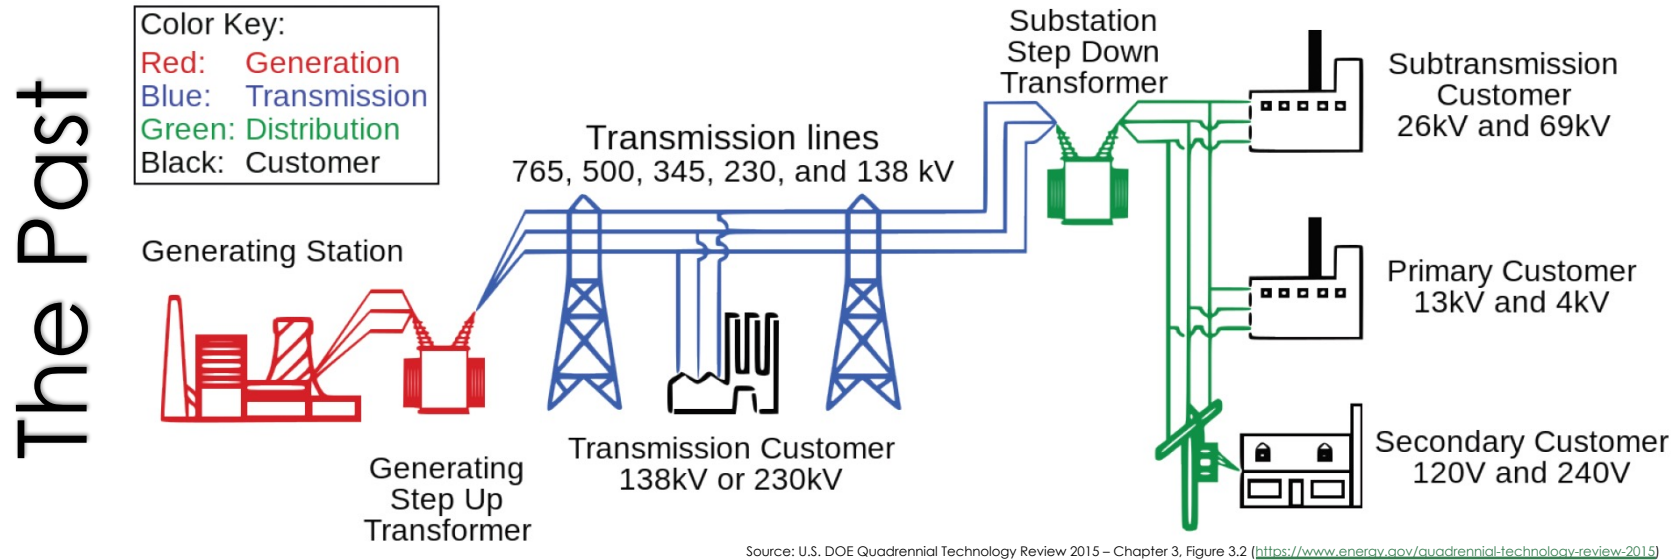 The Past
Color Key:
Red: Generation
Blue: Transmission
Green: Distribution
Black: Customer
Generating Station
Generating
Step Up
Transformer
Transmission lines
765, 500, 345, 230, and 138 kV
Transmission Customer
138kV or 230kV
Substation
Step Down
Transformer
Subtransmission
Customer
26kV and 69kV
Primary Customer
13kV and 4kV
Secondary Customer
120V and 240V
Source: U.S. DOE Quadrennial Technology Review 2015 – Chapter 3, Figure 3.2 (https://www.energy.gov/quadrennial-technology-review-2015)